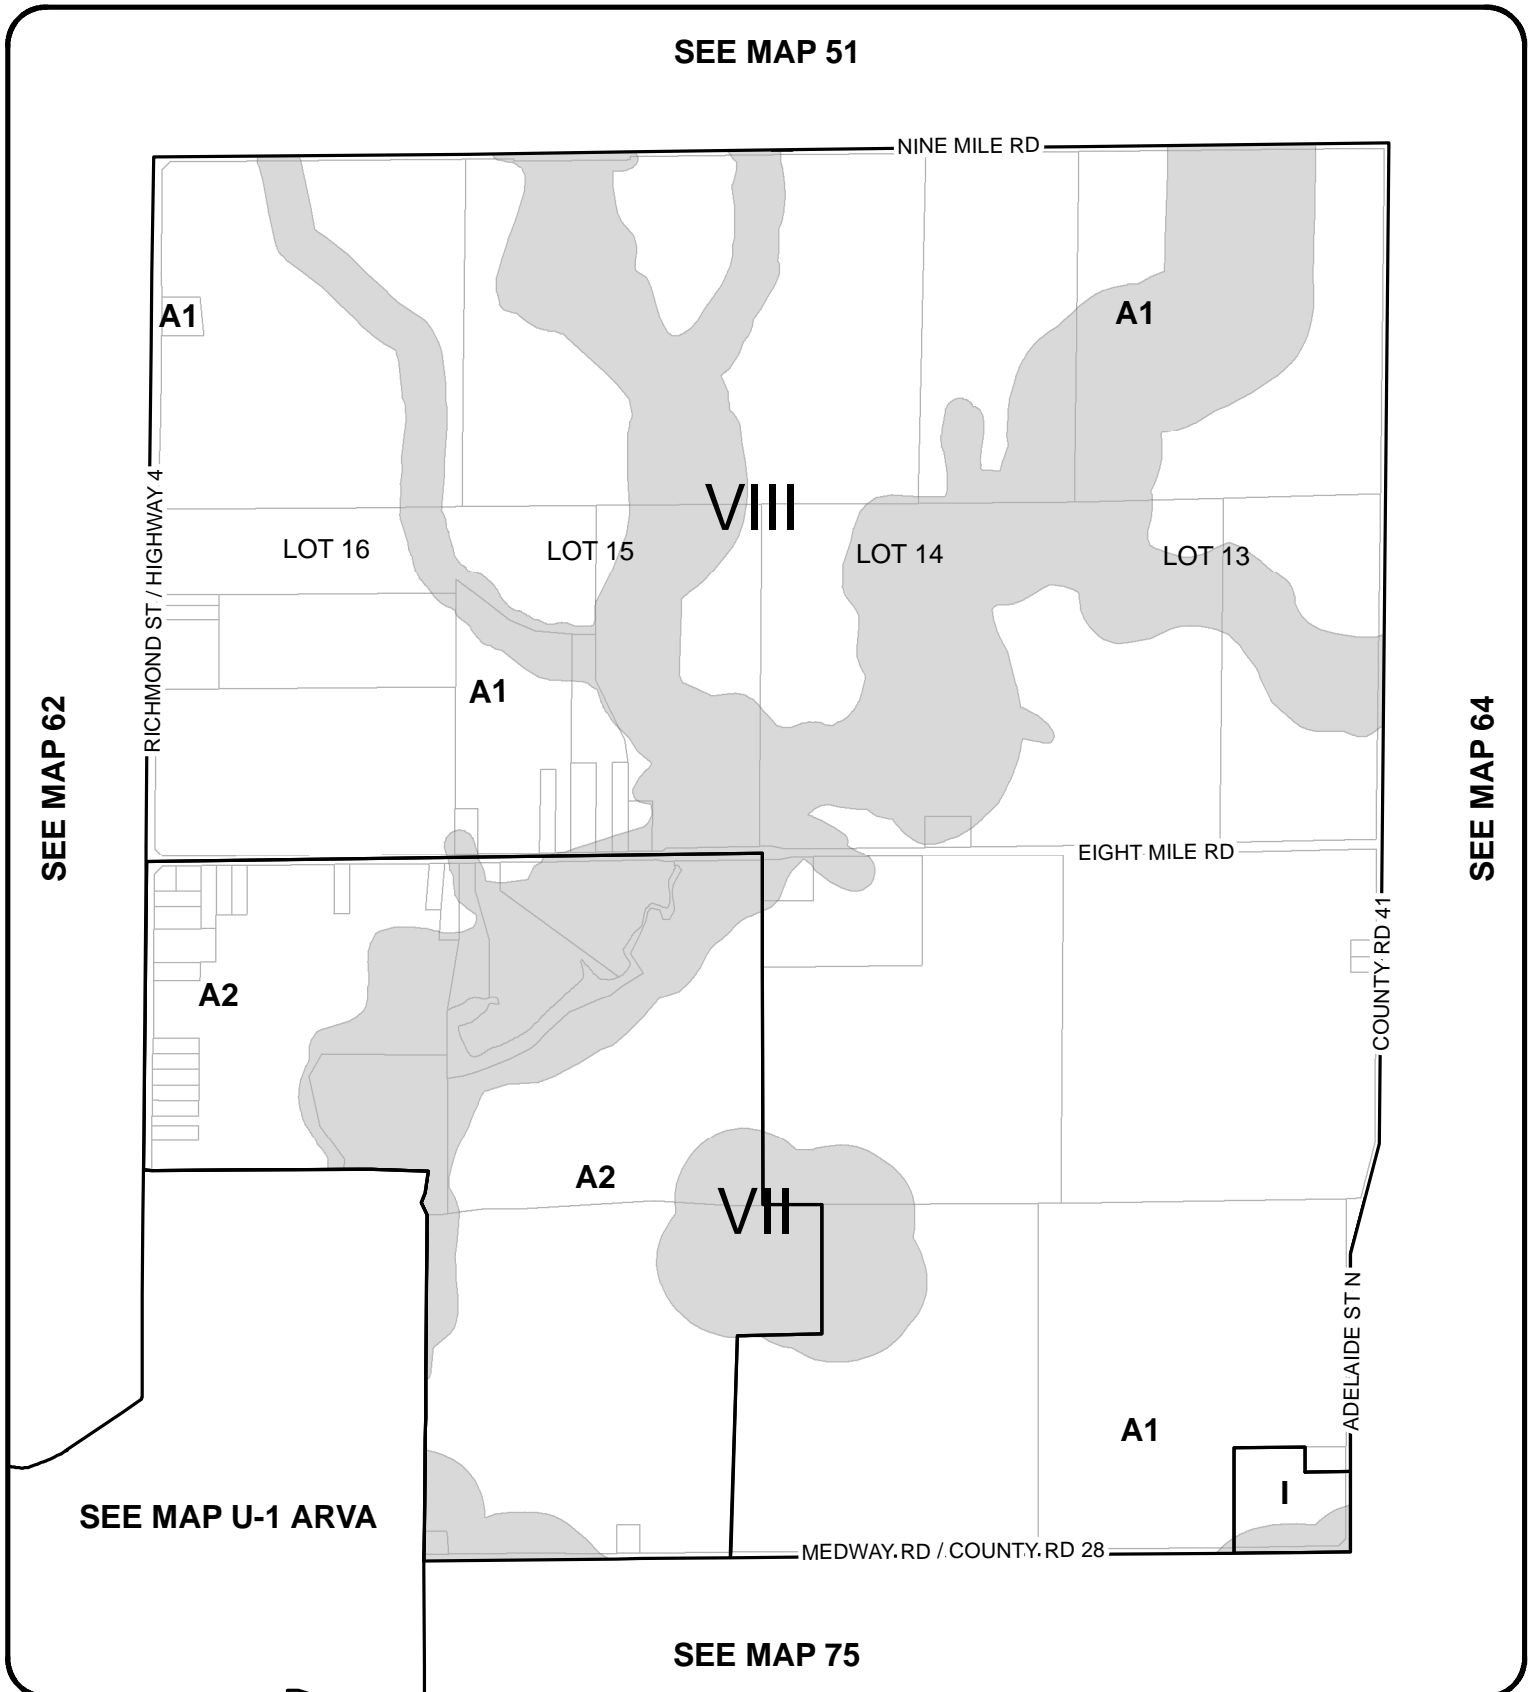 SEE MAP 51
NINE MILE RD
A1
A1
RICHMOND ST / HIGHWAY 4
VIII
LOT 16
LOT 15
LOT 14
LOT 13
A1
SEE MAP 62
SEE MAP 64
EIGHT MILE RD
COUNTY RD 41
A2
A2
VII
ADELAIDE ST N
A1
I
SEE MAP U-1 ARVA
MEDWAY RD / COUNTY RD 28
SEE MAP 75